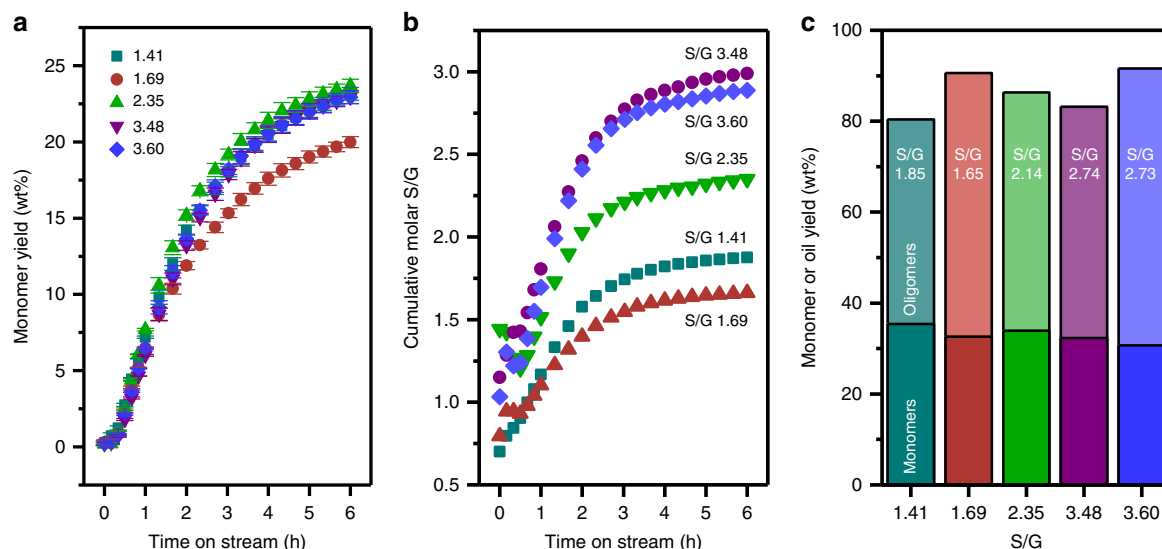 a
Monomer yield (wt%)
25
20
15
10
5
0
1.41
1.69
2.35
3.48
3.60
0 1 2 3 4 5 6
Time on stream (h)
b
Cumulative molar S/G
3.0
2.5
2.0
1.5
1.0
0.5
S/G 3.48
S/G 3.60
S/G 2.35
S/G 1.41
S/G 1.69
0 1 2 3 4 5 6
Time on stream (h)
c
Monomer or oil yield (wt%)
100
80
60
40
20
0
S/G
1.85
S/G
1.65
S/G
2.14
S/G
2.74
S/G
2.73
Oligomers
Monomers
1.41 1.69 2.35 3.48 3.60
S/G